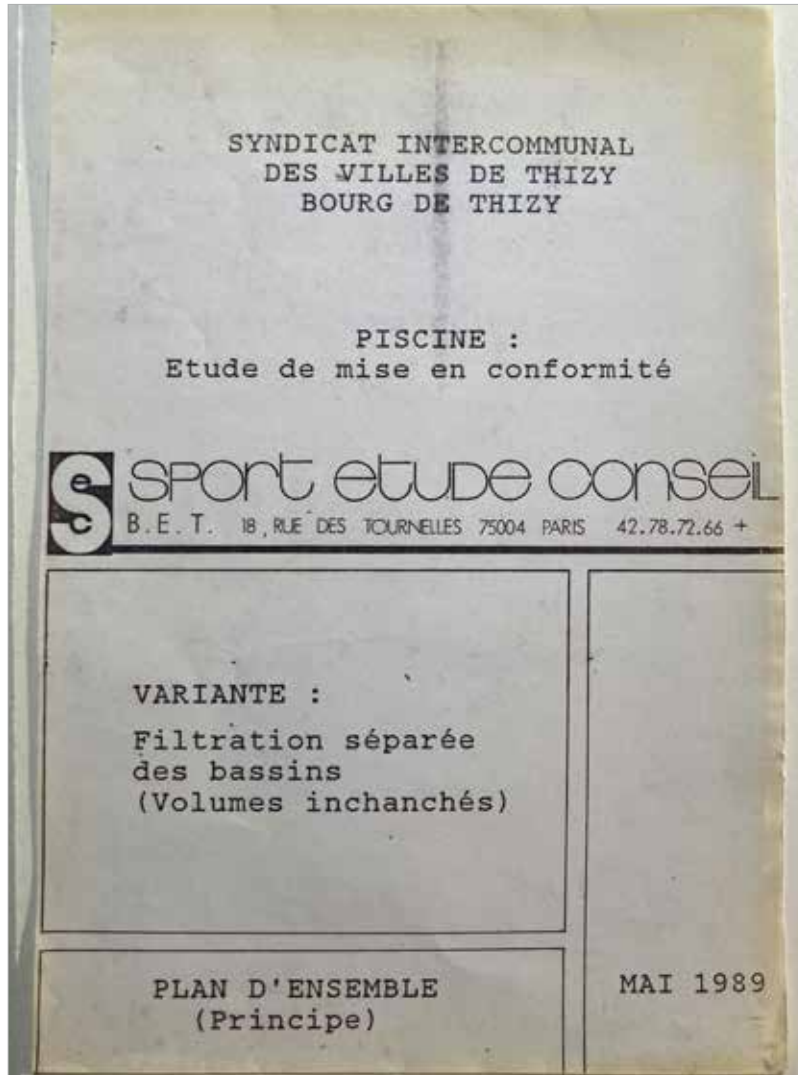 SYNDICAT INTERCOMMUNAL
DES VILLES DE THIZY
BOURG DE THIZY
PISCINE :
Etude de mise en conformité
Sec
SPORT ETUDE CONSEIL
B.E.T. 18, RUE DES TOURNELLES 75004 PARIS 42.78.72.66 +
VARIANTE :
Filtration séparée
des bassins
(Volumes inchanchés)
PLAN D'ENSEMBLE
(Principe)
MAI 1989